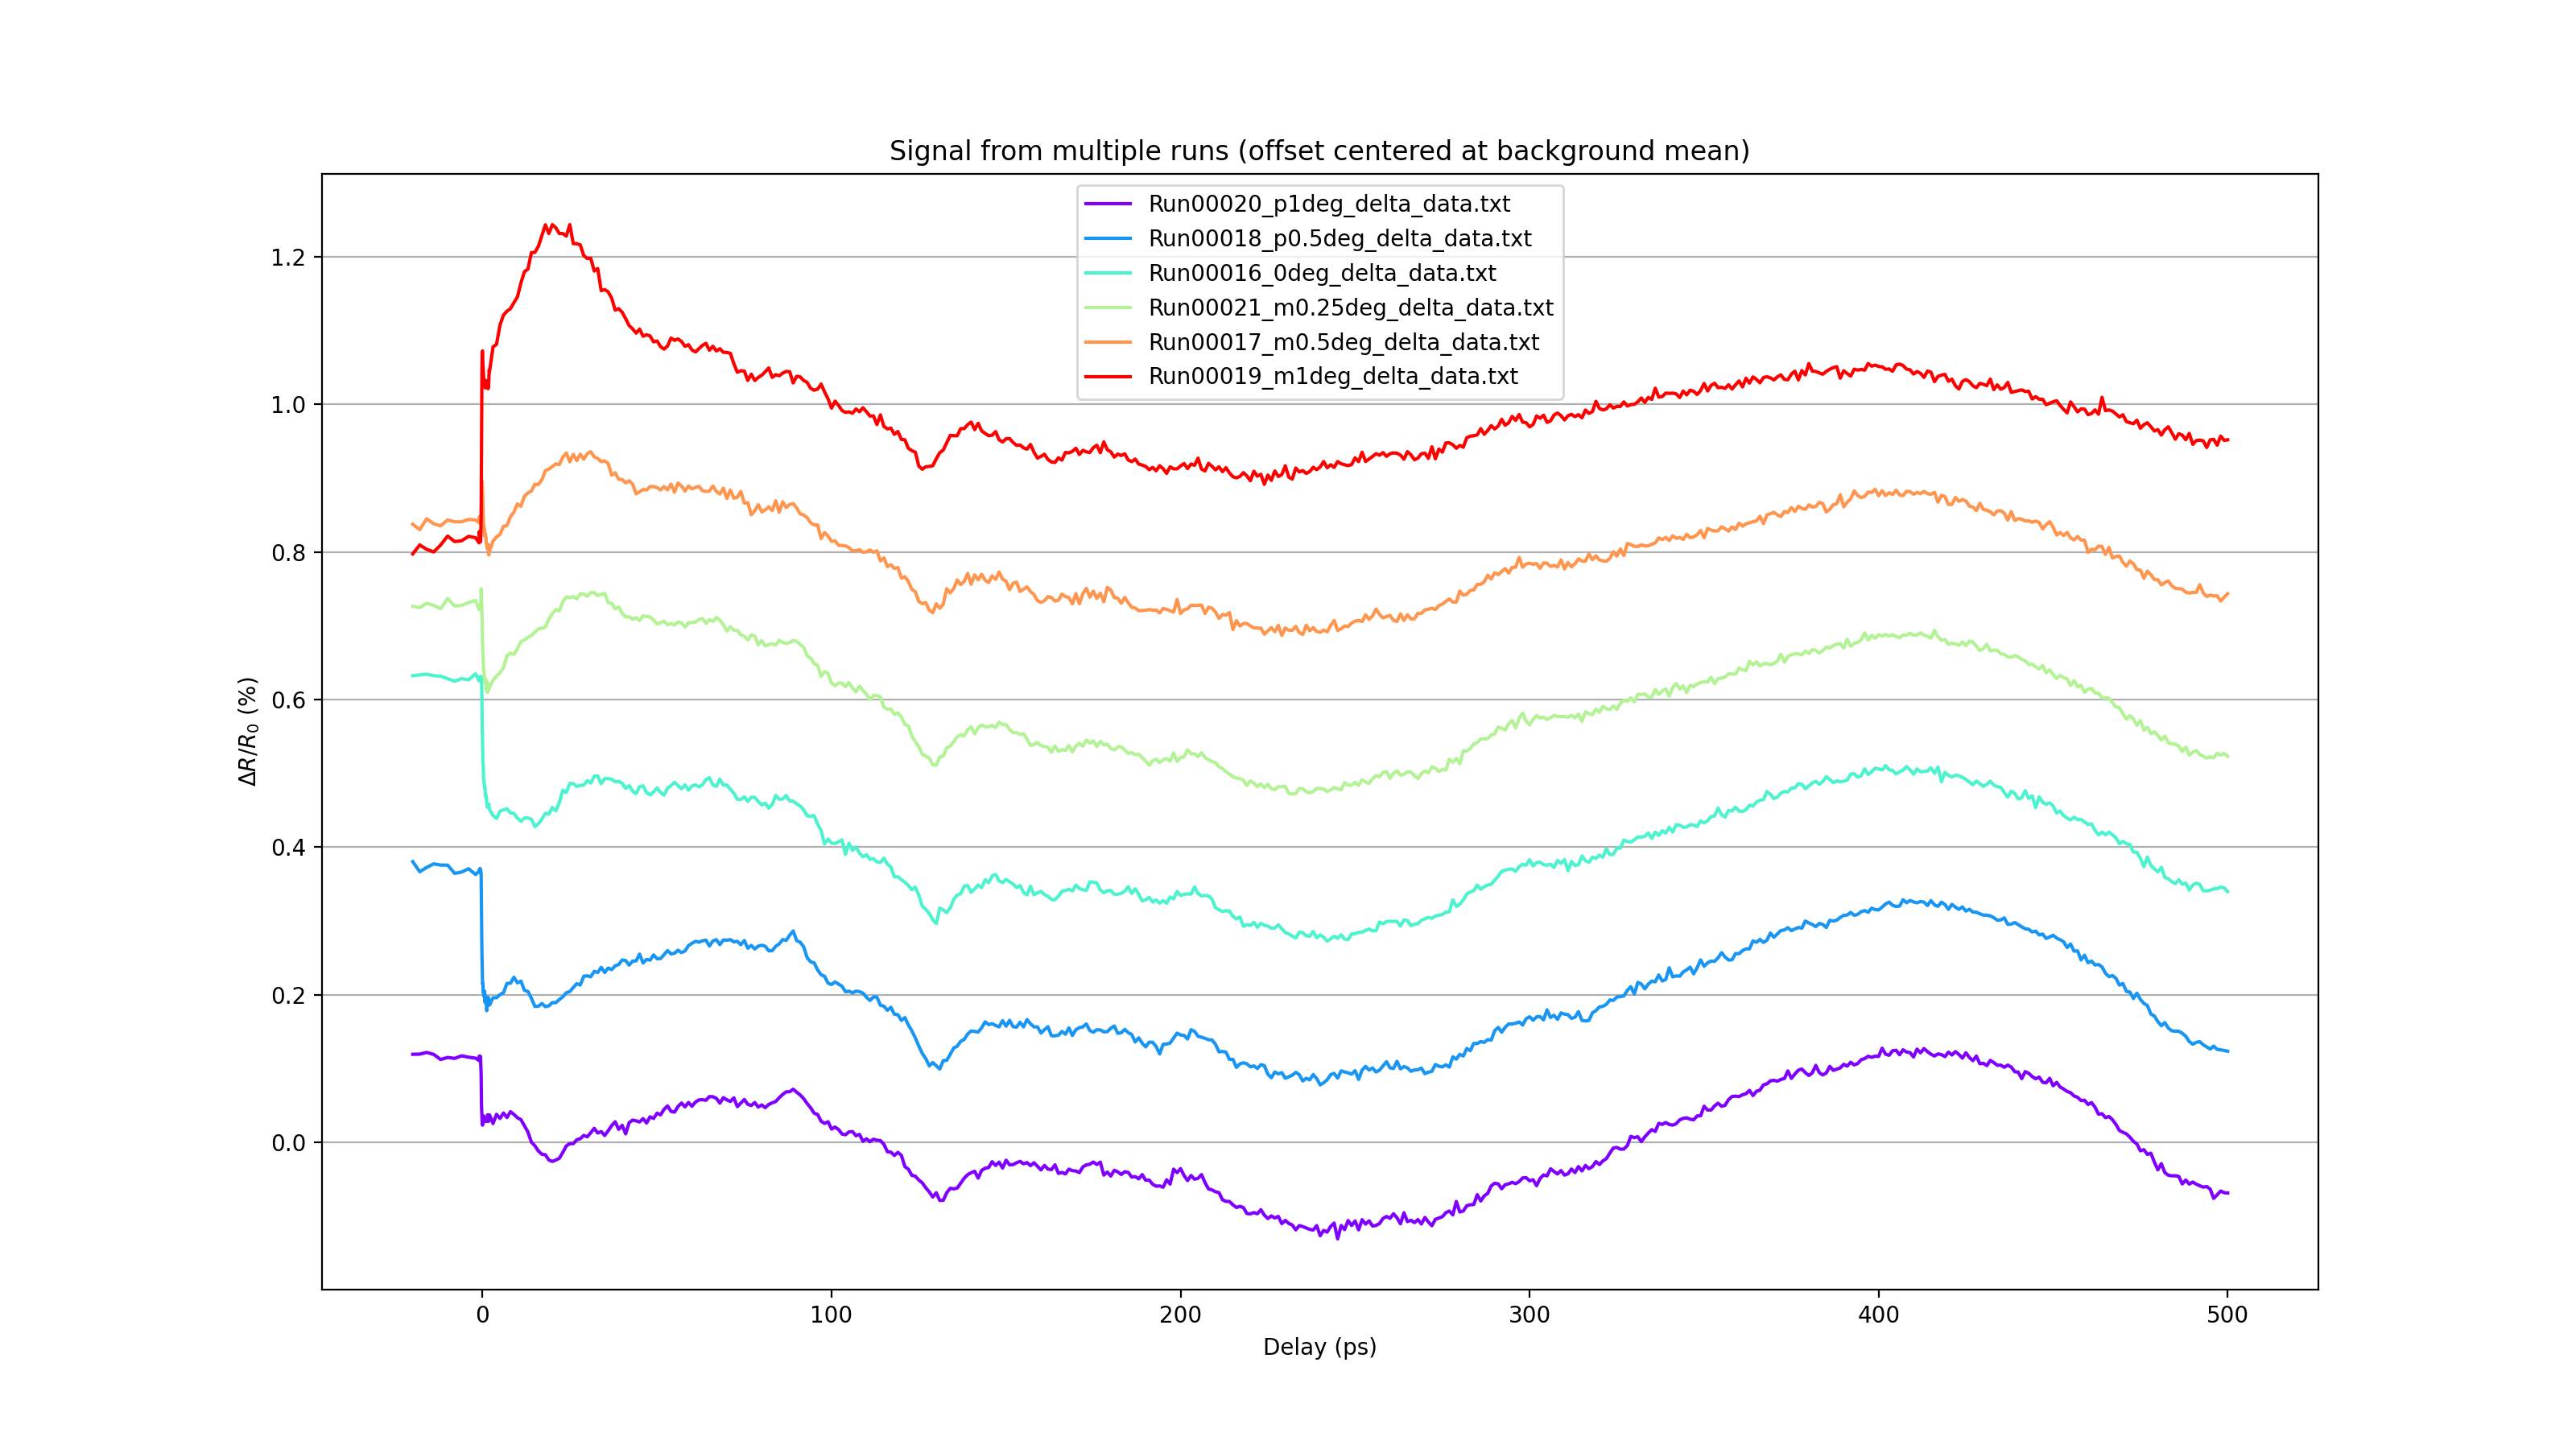 Signal from multiple runs (offset centered at background mean)
Run00020_p1deg_delta_data.txt
Run00018_p0.5deg_delta_data.txt
Run00016_0deg_delta_data.txt
Run00021_m0.25deg_delta_data.txt
Run00017_m0.5deg_delta_data.txt
Run00019_m1deg_delta_data.txt
1.2
1.0
0.8
0.6
0.4
0.2
0.0
ΔR/R₀ (%)
0 100 200 300 400 500
Delay (ps)